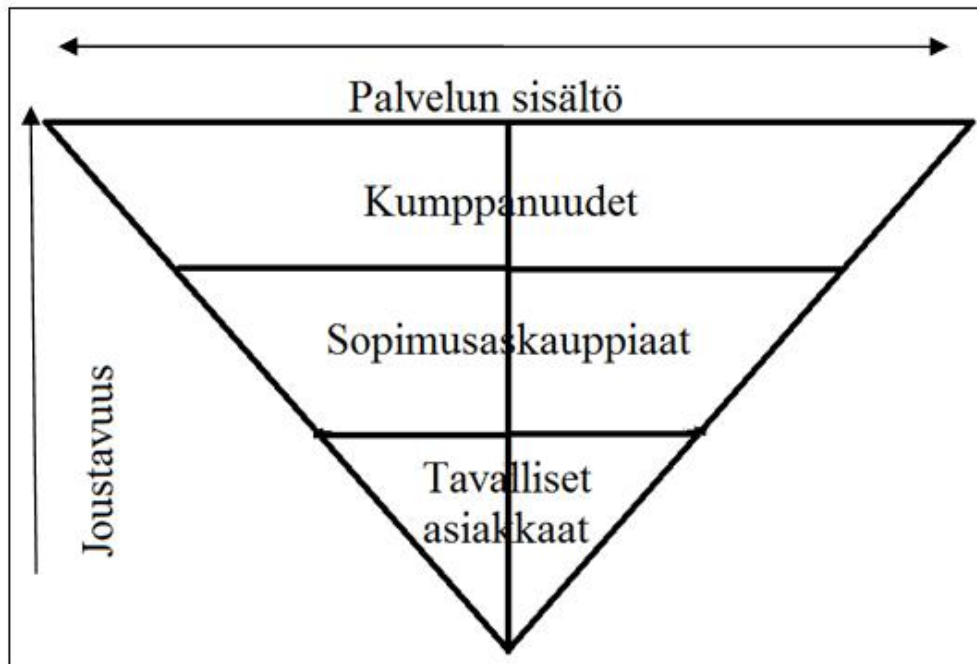 Palvelun sisältö
Kumppanuudet
Sopimusaskauppiaat
Tavalliset
asiakkaat
Joustavuus